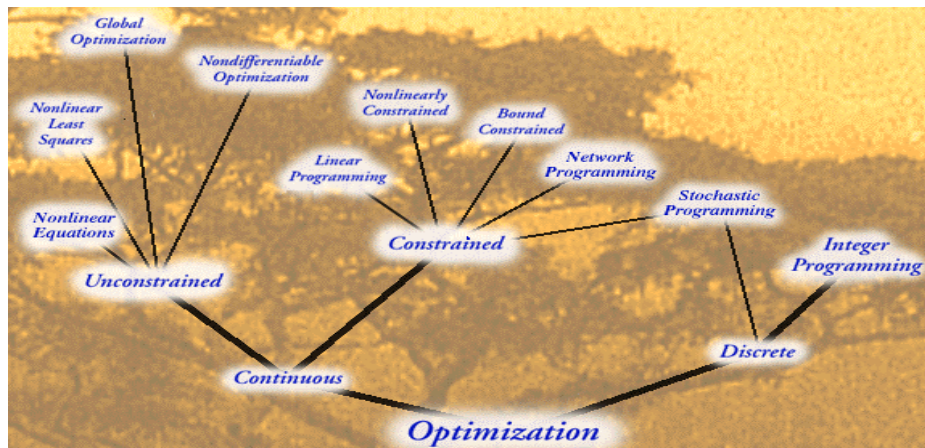 Global
Optimization
Nondifferentiable
Optimization
Nonlinear
Least
Squares
Nonlinearly
Constrained
Bound
Constrained
Linear
Programming
Network
Programming
Stochastic
Programming
Nonlinear
Equations
Constrained
Integer
Programming
Unconstrained
Discrete
Continuous
Optimization